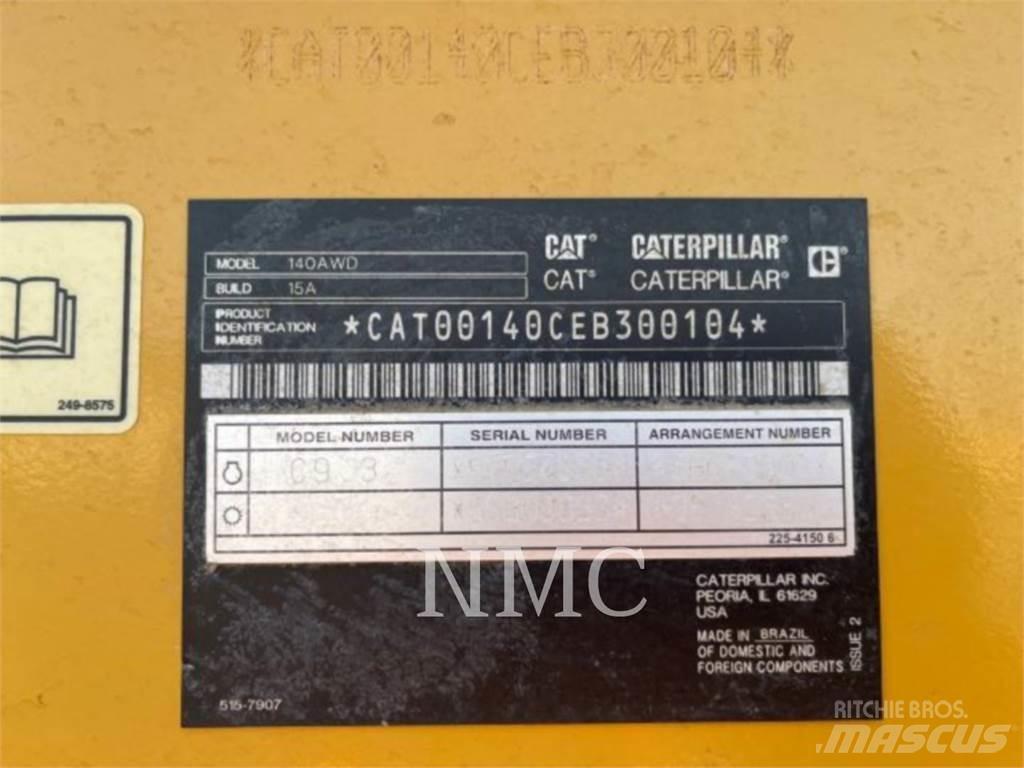 *CAT00140CEB300104*
CAT® CATERPILLAR®
CAT® CATERPILLAR®
MODEL 140AWD
BUILD 15A
PRODUCT IDENTIFICATION NUMBER *CAT00140CEB300104*
249-8575
MODEL NUMBER SERIAL NUMBER ARRANGEMENT NUMBER
225-4150 6
NMC
CATERPILLAR INC.
PEORIA, IL 61629
USA
MADE IN BRAZIL
OF DOMESTIC AND
FOREIGN COMPONENTS
ISSUE 2
515-7907
RITCHIE BROS.
MASCUS